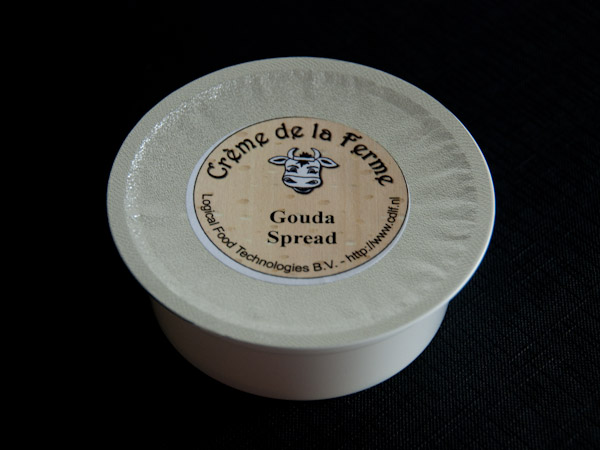 Crème de la Ferme
Gouda
Spread
Logical Food Technologies B.V. - http://www.cdlf.nl